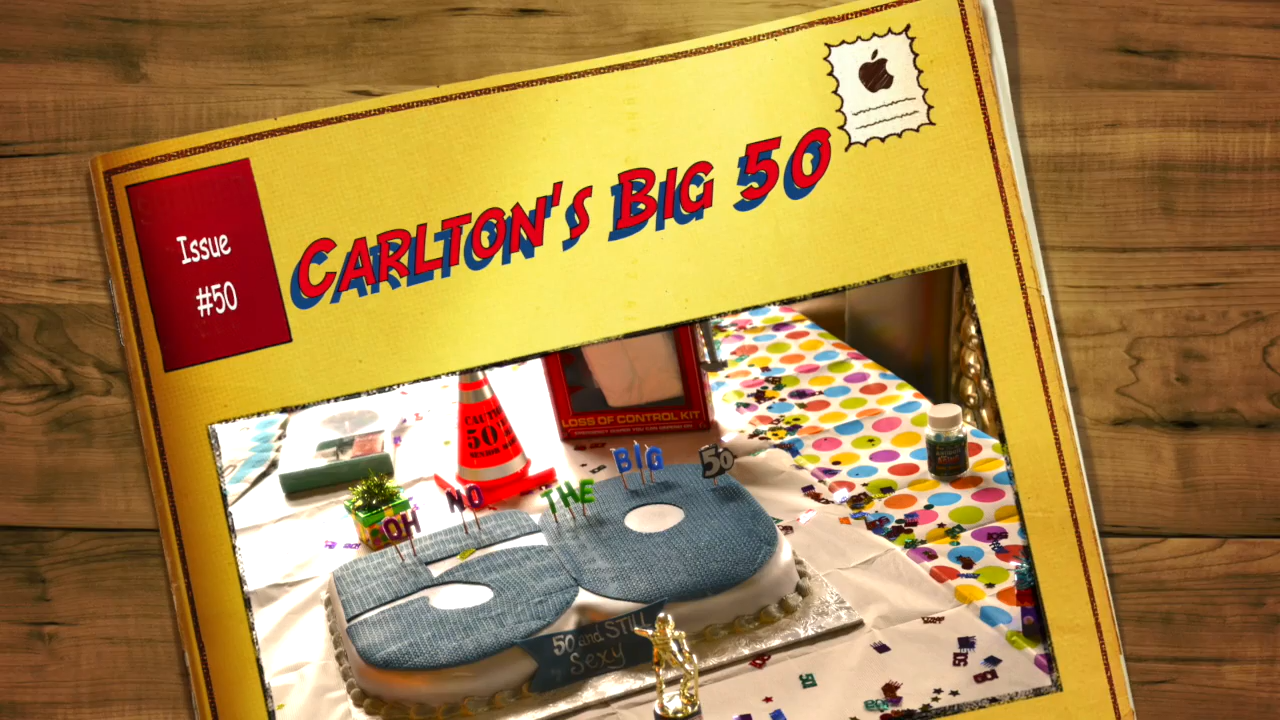 Issue
#50
CARLTON'S BIG 50
LOSS OF CONTROL KIT
50
OH NO THE BIG 50
50 and STILL
Sexy